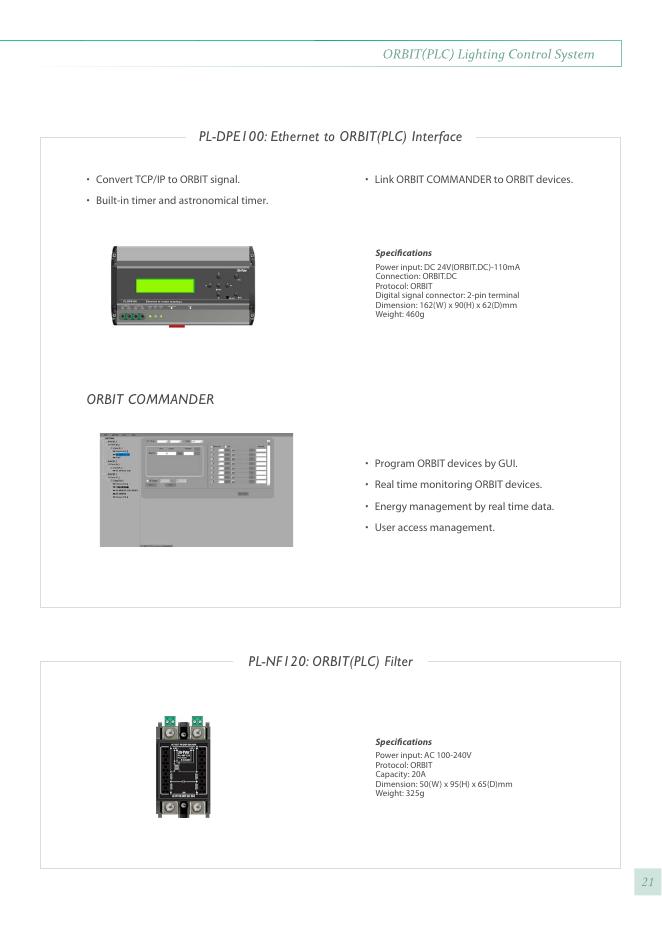 ORBIT(PLC) Lighting Control System
PL-DPE100: Ethernet to ORBIT(PLC) Interface
• Convert TCP/IP to ORBIT signal.
• Built-in timer and astronomical timer.
• Link ORBIT COMMANDER to ORBIT devices.
Specifications
Power input: DC 24V(ORBIT.DC)-110mA
Connection: ORBIT.DC
Protocol: ORBIT
Digital signal connector: 2-pin terminal
Dimension: 162(W) x 90(H) x 62(D)mm
Weight: 460g
ORBIT COMMANDER
• Program ORBIT devices by GUI.
• Real time monitoring ORBIT devices.
• Energy management by real time data.
• User access management.
PL-NF120: ORBIT(PLC) Filter
Specifications
Power input: AC 100-240V
Protocol: ORBIT
Capacity: 20A
Dimension: 50(W) x 95(H) x 65(D)mm
Weight: 325g
21